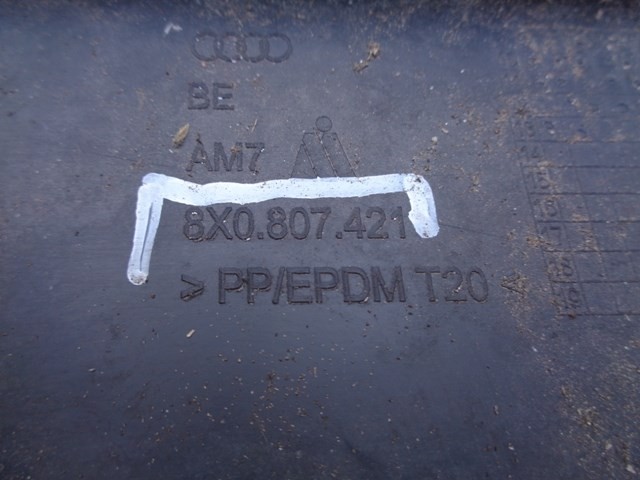 BE
AM7
8X0.807.421
> PP/EPDM T20 <